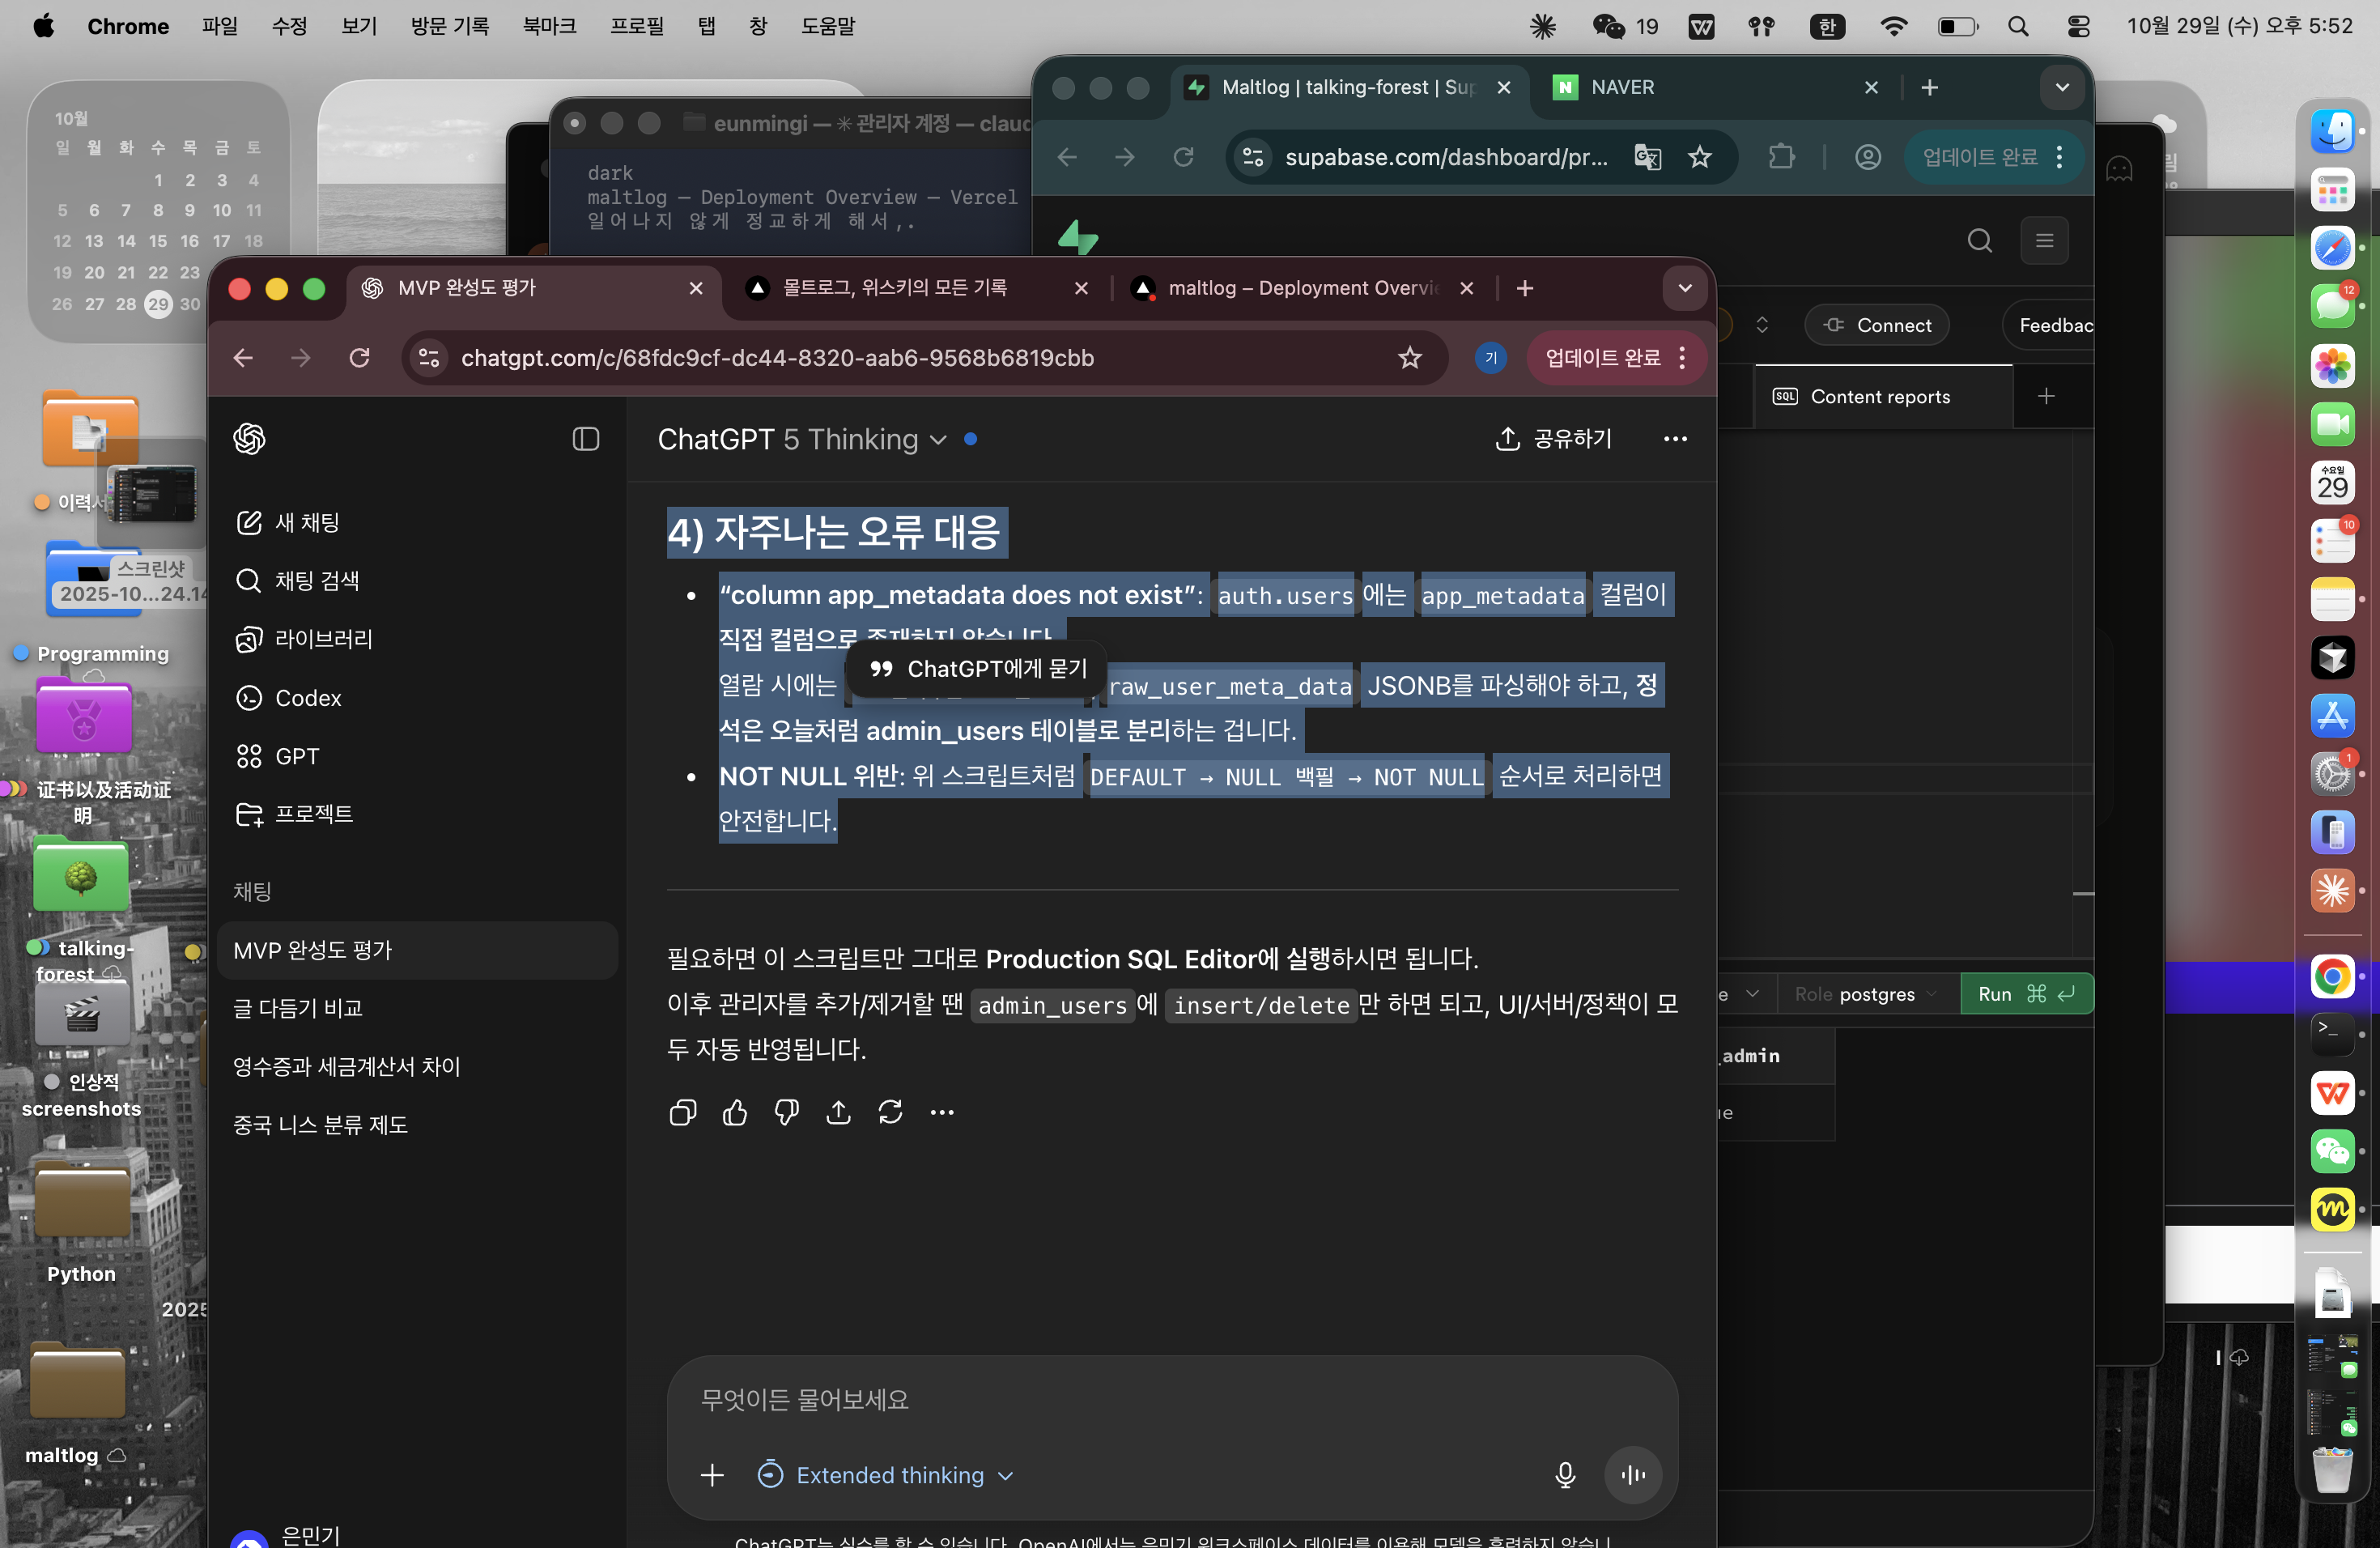 Chrome 파일 수정 보기 방문 기록 북마크 프로필 탭 창 도움말
19 한 10월 29일 (수) 오후 5:52
10월
일 월 화 수 목 금 토
1 2 3 4
5 6 7 8 9 10 11
12 13 14 15 16 17 18
19 20 21 22 23
26 27 28 29 30
스크린샷
2025-10...24.14
Programming
证书以及活动证
明
talking-
forest
인상적
screenshots
Python
2025
maltlog
eunmingi — ✳ 관리자 계정 —
dark
maltlog – Deployment Overview – Vercel
일어나지 않게 정교하게 해서,.
Maltlog | talking-forest |
NAVER
supabase.com/dashboard/pr...
업데이트 완료
Connect
SQL Content reports
Role postgres
Run ⌘ ↵
MVP 완성도 평가
몰트로그, 위스키의 모든 기록
maltlog – Deployment
chatgpt.com/c/68fdc9cf-dc44-8320-aab6-9568b6819cbb
기
업데이트 완료
새 채팅
채팅 검색
라이브러리
Codex
GPT
프로젝트
채팅
MVP 완성도 평가
글 다듬기 비교
영수증과 세금계산서 차이
중국 니스 분류 제도
은민기
ChatGPT 5 Thinking
공유하기
4) 자주나는 오류 대응
• “column app_metadata does not exist”: auth.users 에는 app_metadata 컬럼이
직접 컬럼으로 존재하지 않습니다.
ChatGPT에게 묻기
열람 시에는 raw_user_meta_data JSONB를 파싱해야 하고, 정
석은 오늘처럼 admin_users 테이블로 분리하는 겁니다.
• NOT NULL 위반: 위 스크립트처럼 DEFAULT → NULL 백필 → NOT NULL 순서로 처리하면
안전합니다.
필요하면 이 스크립트만 그대로 Production SQL Editor에 실행하시면 됩니다.
이후 관리자를 추가/제거할 땐 admin_users 에 insert/delete 만 하면 되고, UI/서버/정책이 모
두 자동 반영됩니다.
무엇이든 물어보세요
Extended thinking
ChatGPT는 실수를 할 수 있습니다. OpenAI에서는 은민기 워크스페이스 데이터를 이용해 모델을 훈련하지 않습니
12
수요일
29
10
1